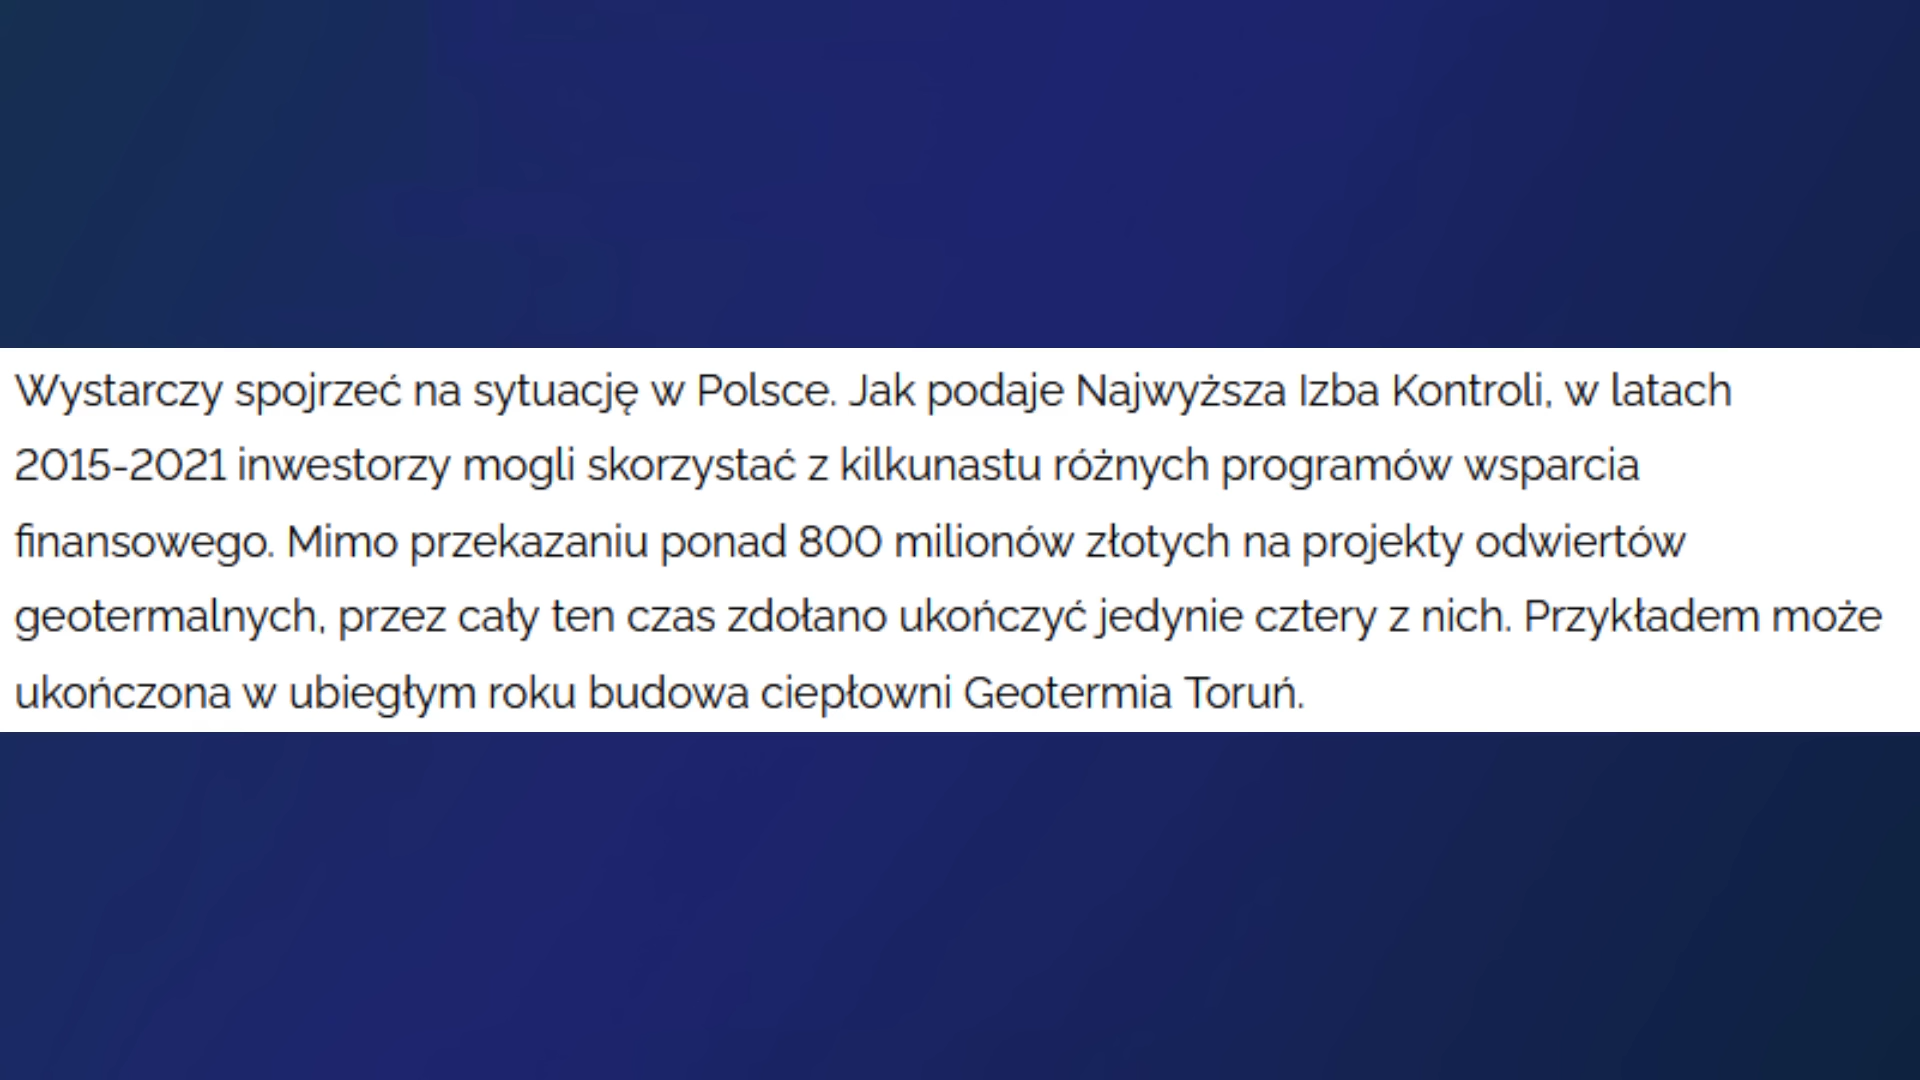 Wystarczy spojrzeć na sytuację w Polsce. Jak podaje Najwyższa Izba Kontroli, w latach
2015-2021 inwestorzy mogli skorzystać z kilkunastu różnych programów wsparcia
finansowego. Mimo przekazaniu ponad 800 milionów złotych na projekty odwiertów
geotermalnych, przez cały ten czas zdołano ukończyć jedynie cztery z nich. Przykładem może
ukończona w ubiegłym roku budowa ciepłowni Geotermia Toruń.